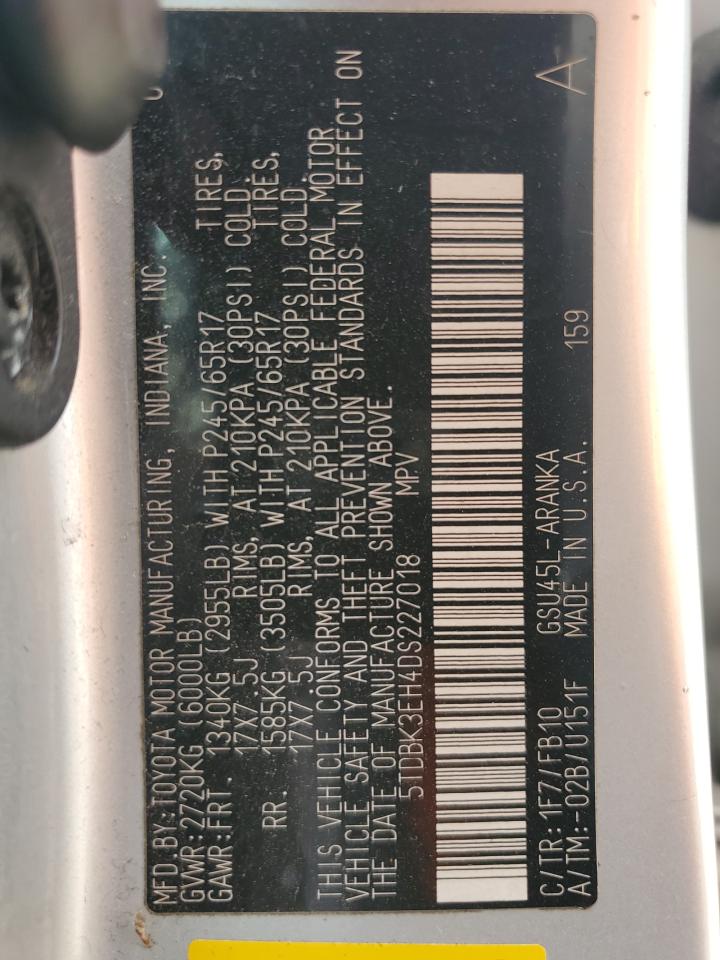 MFD.BY:TOYOTA MOTOR MANUFACTURING, INDIANA, INC.
GVWR:2720KG (6000LB)
GAWR:FRT. 1340KG (2955LB) WITH P245/65R17 TIRES,
17X7.5J RIMS, AT 210KPA (30PSI) COLD.
RR. 1585KG (3505LB) WITH P245/65R17 TIRES,
17X7.5J RIMS, AT 210KPA (30PSI) COLD.
THIS VEHICLE CONFORMS TO ALL APPLICABLE FEDERAL MOTOR
VEHICLE SAFETY AND THEFT PREVENTION STANDARDS IN EFFECT ON
THE DATE OF MANUFACTURE SHOWN ABOVE.
5TDBK3EH4DS227018 MPV
C/TR: 1F7/FB10 GSU45L-ARANKA
A/TM:-02B/U151F MADE IN U.S.A. 159 A